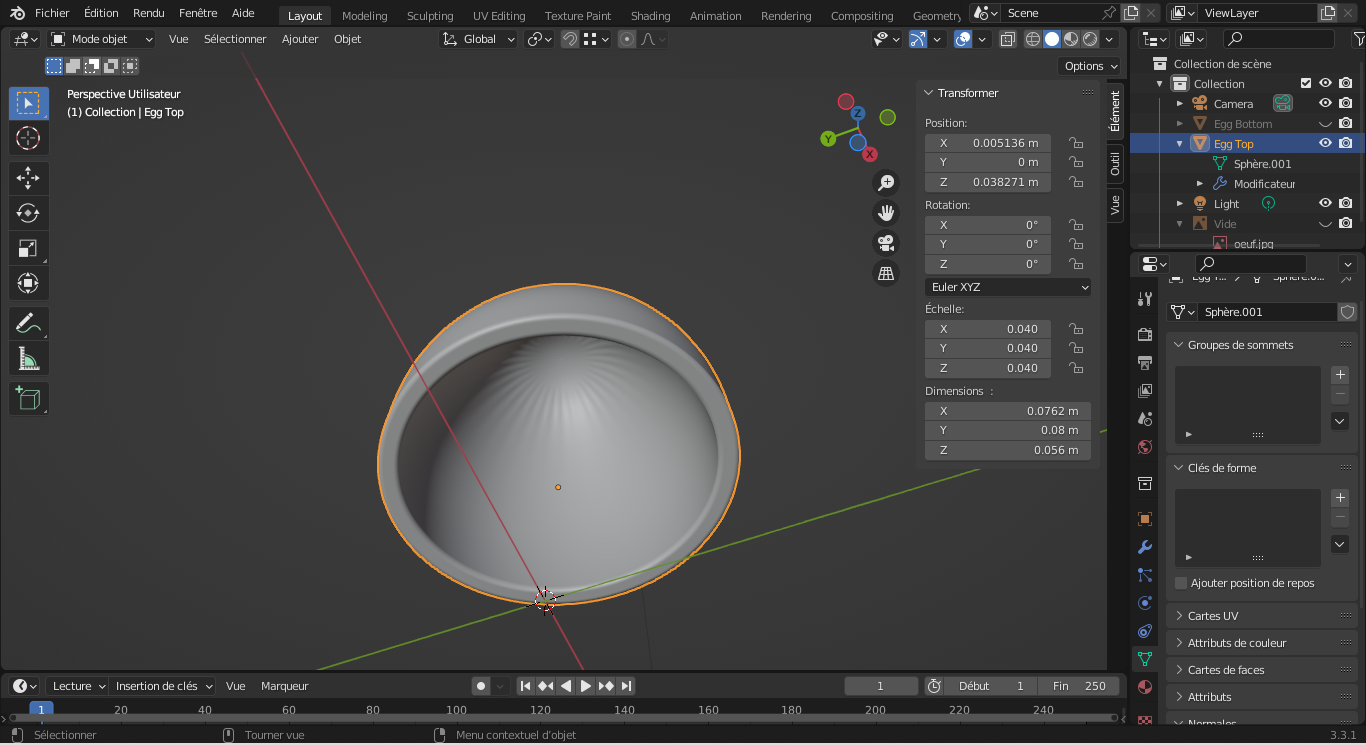 Fichier Édition Rendu Fenêtre Aide Layout Modeling Sculpting UV Editing Texture Paint Shading Animation Rendering Compositing Geometry Scene ViewLayer
Mode objet Vue Sélectionner Ajouter Objet Global
Options
Perspective Utilisateur
(1) Collection | Egg Top
Z
Y
X
Transformer
Position:
X 0.005136 m
Y 0 m
Z 0.038271 m
Rotation:
X 0°
Y 0°
Z 0°
Euler XYZ
Échelle:
X 0.040
Y 0.040
Z 0.040
Dimensions :
X 0.0762 m
Y 0.08 m
Z 0.056 m
Élément
Outil
Vue
Collection de scène
Collection
Camera
Egg Bottom
Egg Top
Sphère.001
Modificateur
Light
Vide
oeuf.jpg
Egg T... Sphère.0...
Sphère.001
Groupes de sommets
Clés de forme
Ajouter position de repos
Cartes UV
Attributs de couleur
Cartes de faces
Attributs
Normales
Lecture Insertion de clés Vue Marqueur 1 Début 1 Fin 250
1 20 40 60 80 100 120 140 160 180 200 220 240
Sélectionner Tourner vue Menu contextuel d'objet 3.3.1